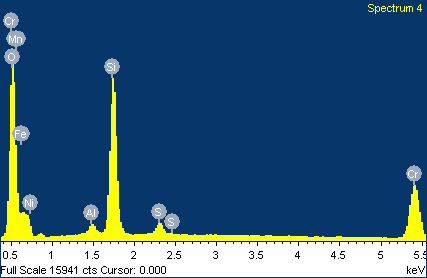 Spectrum 4
Cr
Mn
O
Si
Fe
Cr
Ni
Al
S
S
0.5 1 1.5 2 2.5 3 3.5 4 4.5 5 5.5
Full Scale 15941 cts Cursor: 0.000 keV